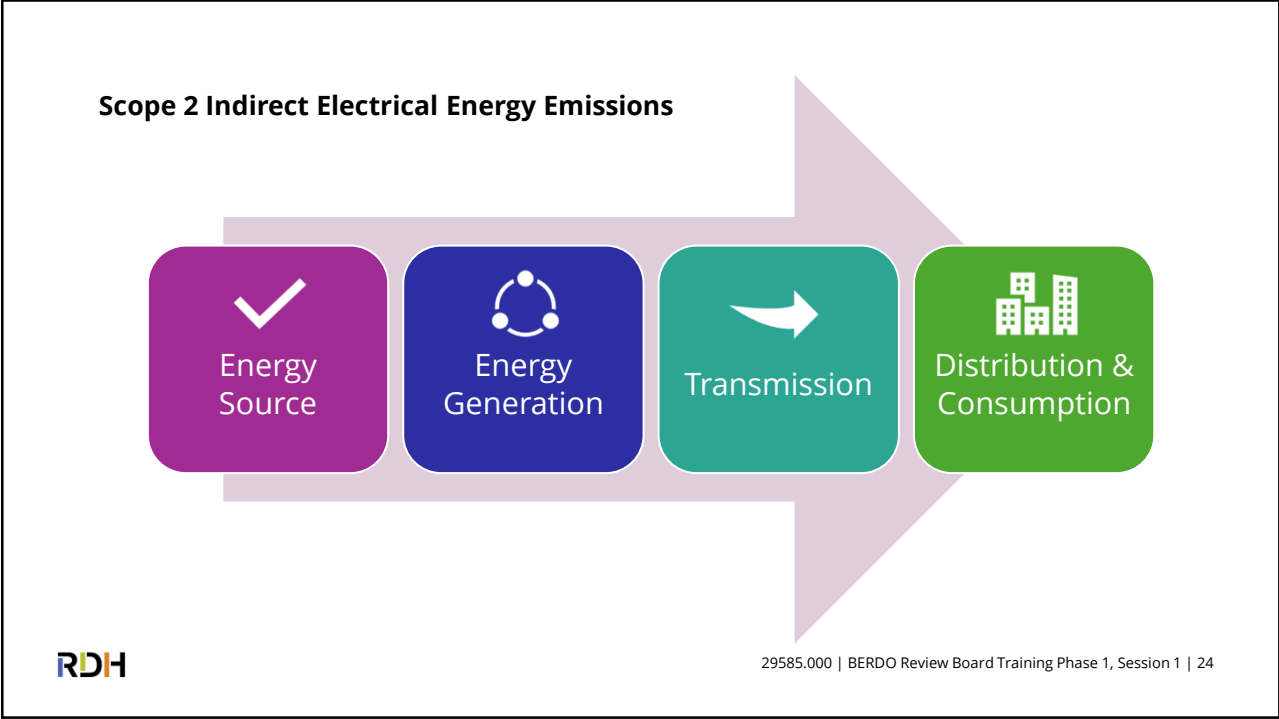 Scope 2 Indirect Electrical Energy Emissions
Energy
Source
Energy
Generation
Transmission
Distribution &
Consumption
RDH
29585.000 | BERDO Review Board Training Phase 1, Session 1 | 24